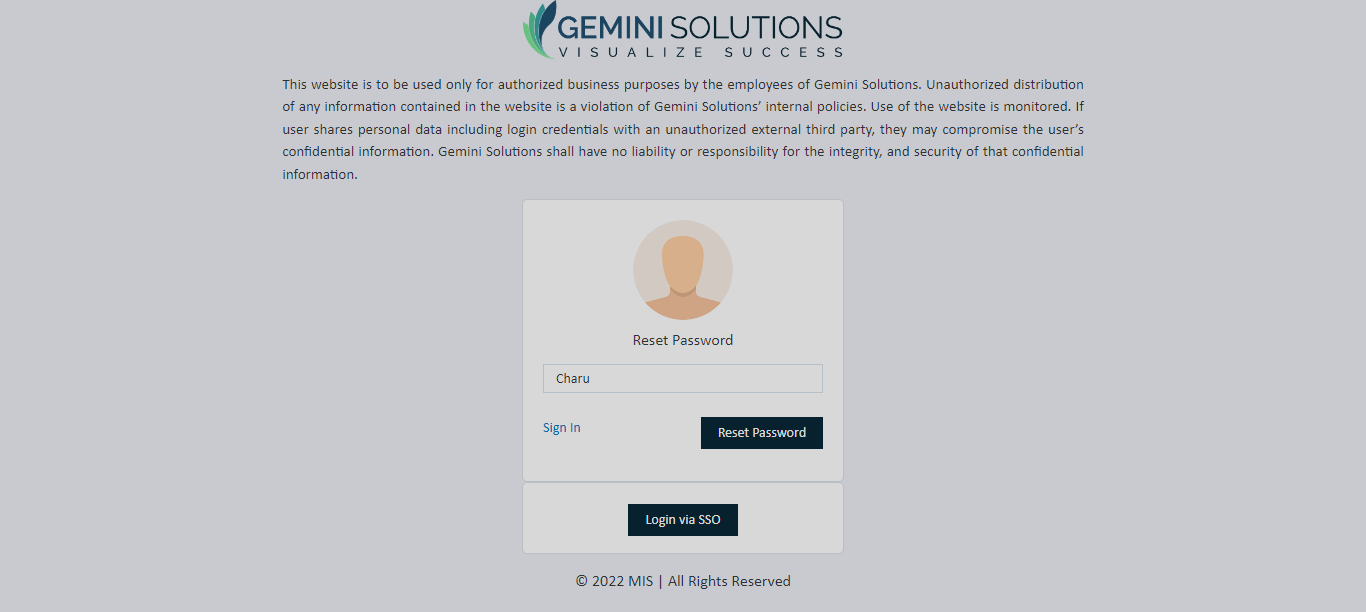 GEMINI SOLUTIONS
VISUALIZE SUCCESS
This website is to be used only for authorized business purposes by the employees of Gemini Solutions. Unauthorized distribution
of any information contained in the website is a violation of Gemini Solutions’ internal policies. Use of the website is monitored. If
user shares personal data including login credentials with an unauthorized external third party, they may compromise the user’s
confidential information. Gemini Solutions shall have no liability or responsibility for the integrity, and security of that confidential
information.
Reset Password
Charu
Sign In
Reset Password
Login via SSO
© 2022 MIS | All Rights Reserved